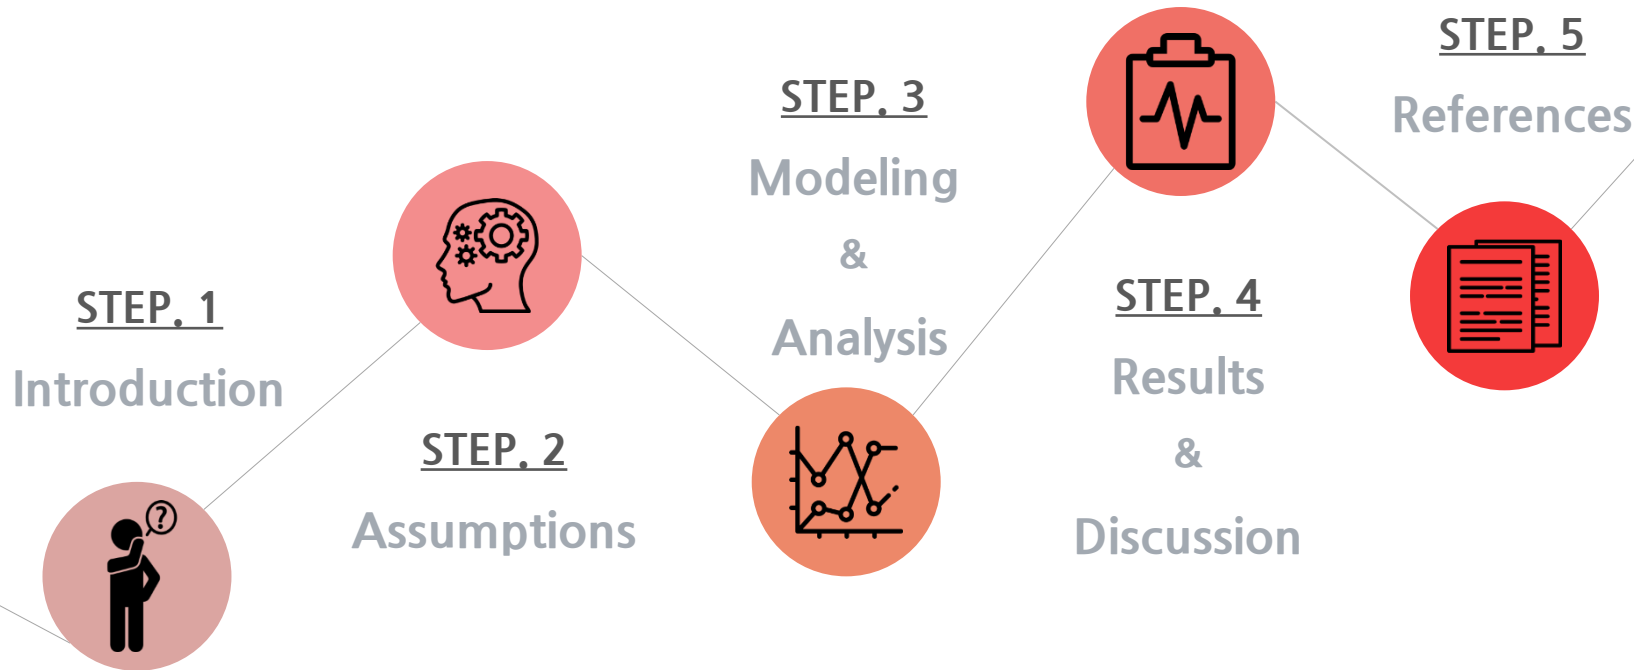 STEP. 1
Introduction
?
STEP. 2
Assumptions
STEP. 3
Modeling
&
Analysis
STEP. 4
Results
&
Discussion
STEP. 5
References